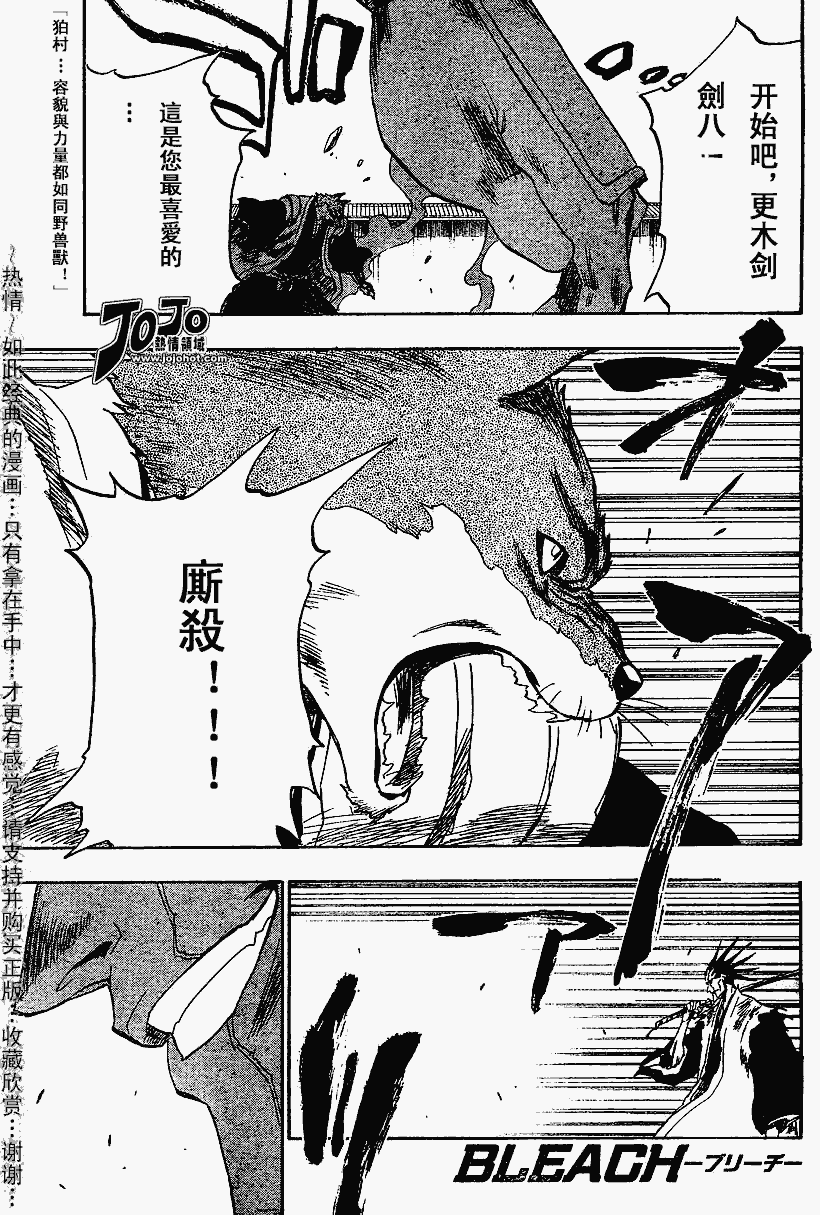 开始吧，更木剑
劍八！
這是您最喜愛的
…
「狛村…容貌與力量都如同野兽獸！」
JOJO
熱情領域
www.jojohot.com
廝殺！！！
オ
ア
ア
～热情～如此经典的漫画…只有拿在手中…才更有感觉…请支持并购买正版…收藏欣赏…谢谢…
BLEACH―ブリーチ―